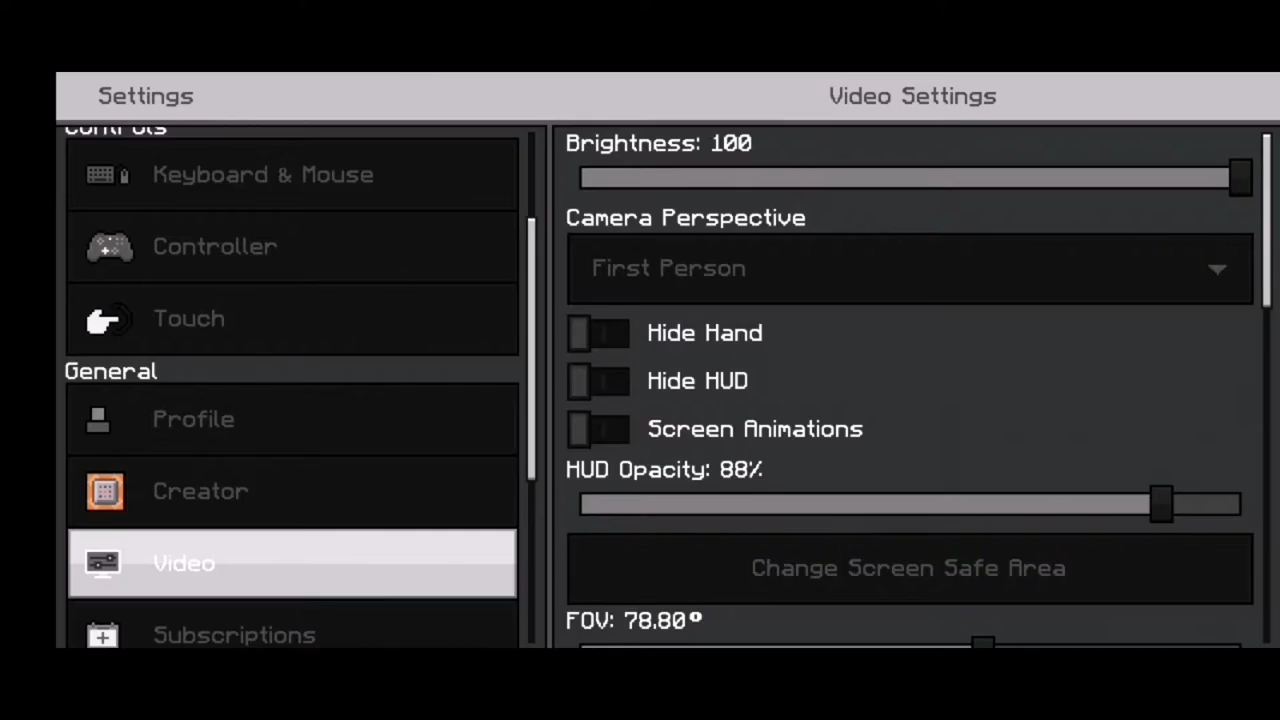 Settings
Video Settings
Controls
Keyboard & Mouse
Controller
Touch
General
Profile
Creator
Video
Subscriptions
Brightness: 100
Camera Perspective
First Person
Hide Hand
Hide HUD
Screen Animations
HUD Opacity: 88%
Change Screen Safe Area
FOV: 78.80°